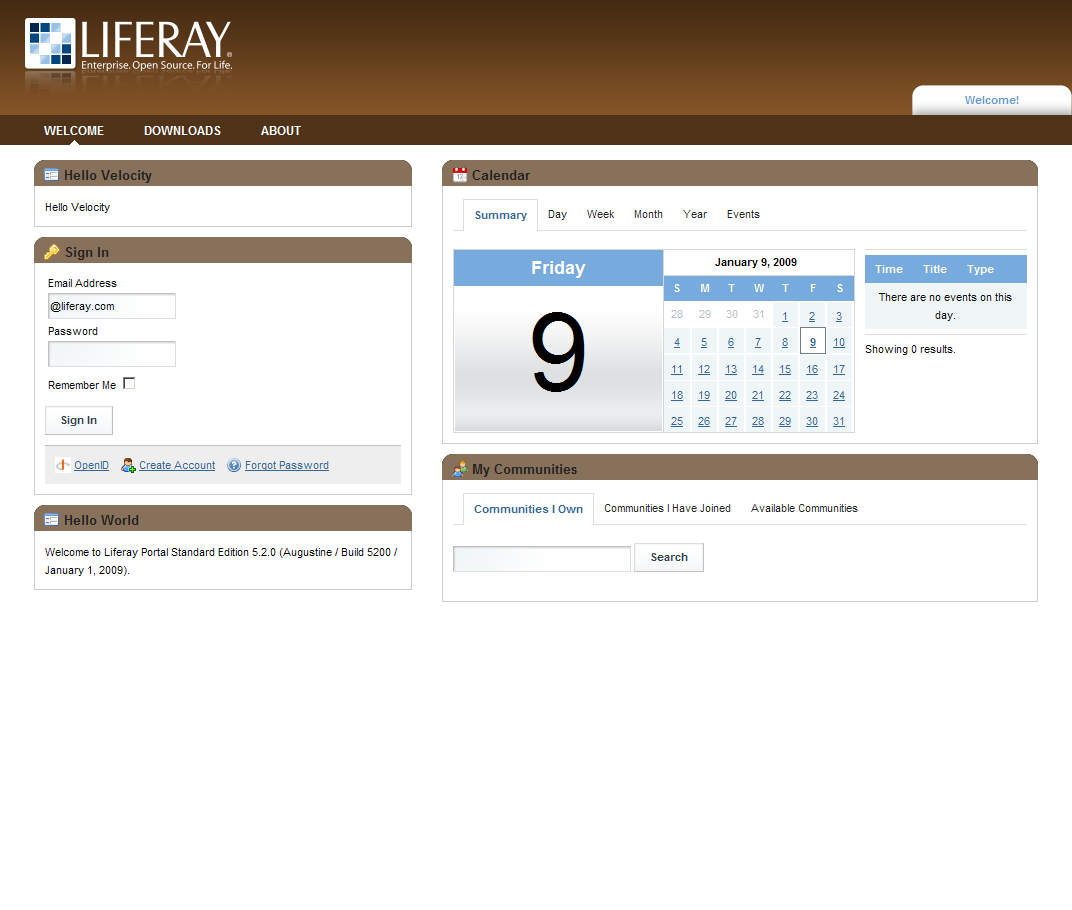 LIFERAY®
Enterprise. Open Source. For Life.
Welcome!
WELCOME DOWNLOADS ABOUT
Hello Velocity
Hello Velocity
Sign In
Email Address
@liferay.com
Password
Remember Me
Sign In
OpenID Create Account Forgot Password
Hello World
Welcome to Liferay Portal Standard Edition 5.2.0 (Augustine / Build 5200 /
January 1, 2009).
Calendar
Summary Day Week Month Year Events
Friday
9
January 9, 2009
S M T W T F S
28 29 30 31 1 2 3
4 5 6 7 8 9 10
11 12 13 14 15 16 17
18 19 20 21 22 23 24
25 26 27 28 29 30 31
Time Title Type
There are no events on this
day.
Showing 0 results.
My Communities
Communities I Own Communities I Have Joined Available Communities
Search